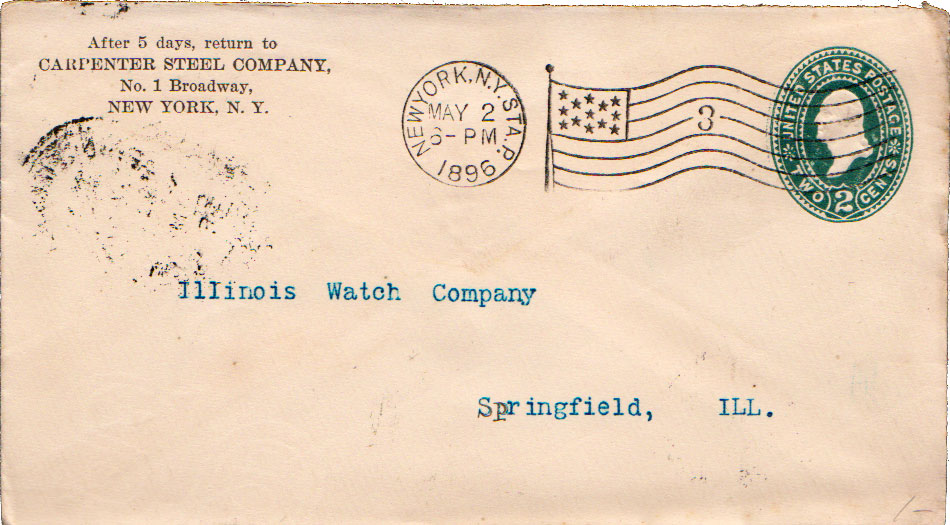 After 5 days, return to
CARPENTER STEEL COMPANY,
No. 1 Broadway,
NEW YORK, N. Y.
NEW YORK, N.Y. STA. P.
MAY 2
6-PM
1896
3
UNITED STATES POSTAGE
TWO 2 CENTS
Illinois Watch Company
Springfield, ILL.